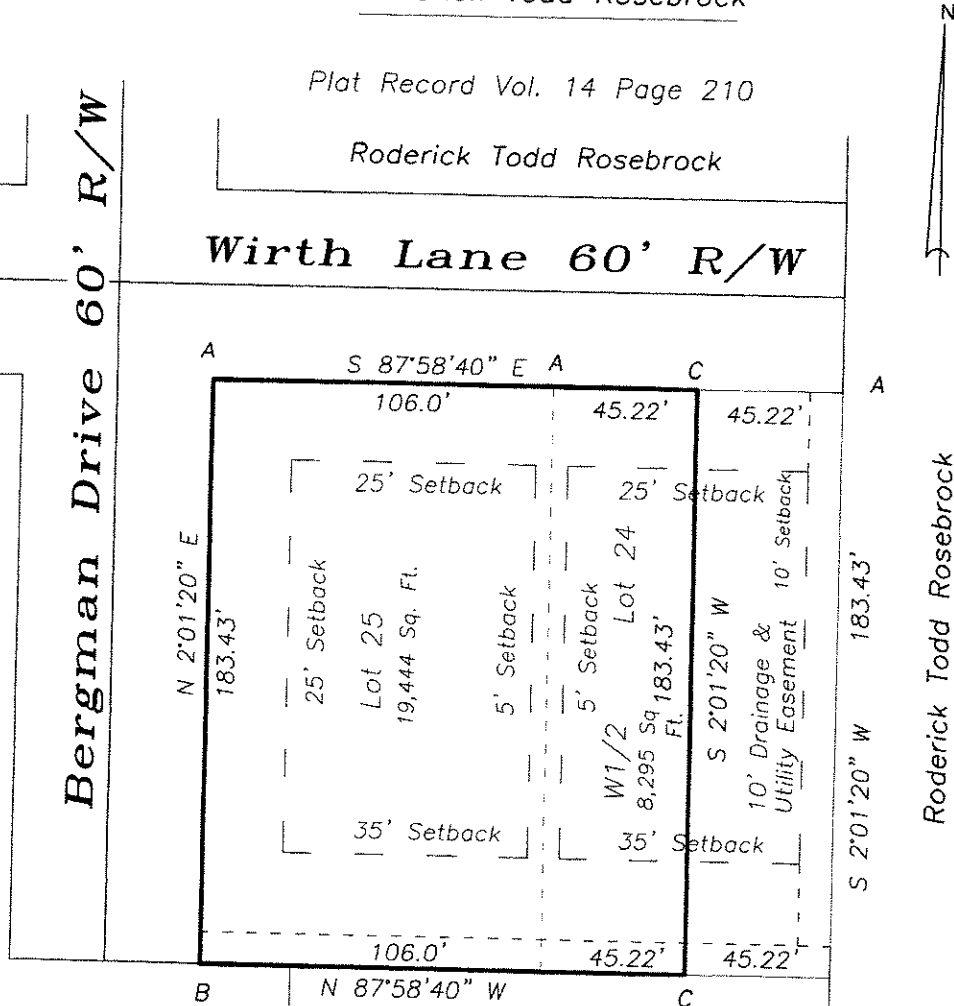 Todd Rosebrock
N
Plat Record Vol. 14 Page 210
Roderick Todd Rosebrock
Bergman Drive 60' R/W
Wirth Lane 60' R/W
A
S 87°58'40" E
A
C
A
106.0'
45.22'
45.22'
25' Setback
25' Setback
N 2°01'20" E
183.43'
25' Setback
Lot 25
19,444 Sq. Ft.
5' Setback
5' Setback
W1/2 Lot 24
8,295 Sq.
Ft.
183.43'
S 2°01'20" W
10' Drainage &
Utility Easement
10' Setback
S 2°01'20" W
183.43'
Roderick Todd Rosebrock
35' Setback
35' Setback
106.0'
45.22'
45.22'
B
N 87°58'40" W
C